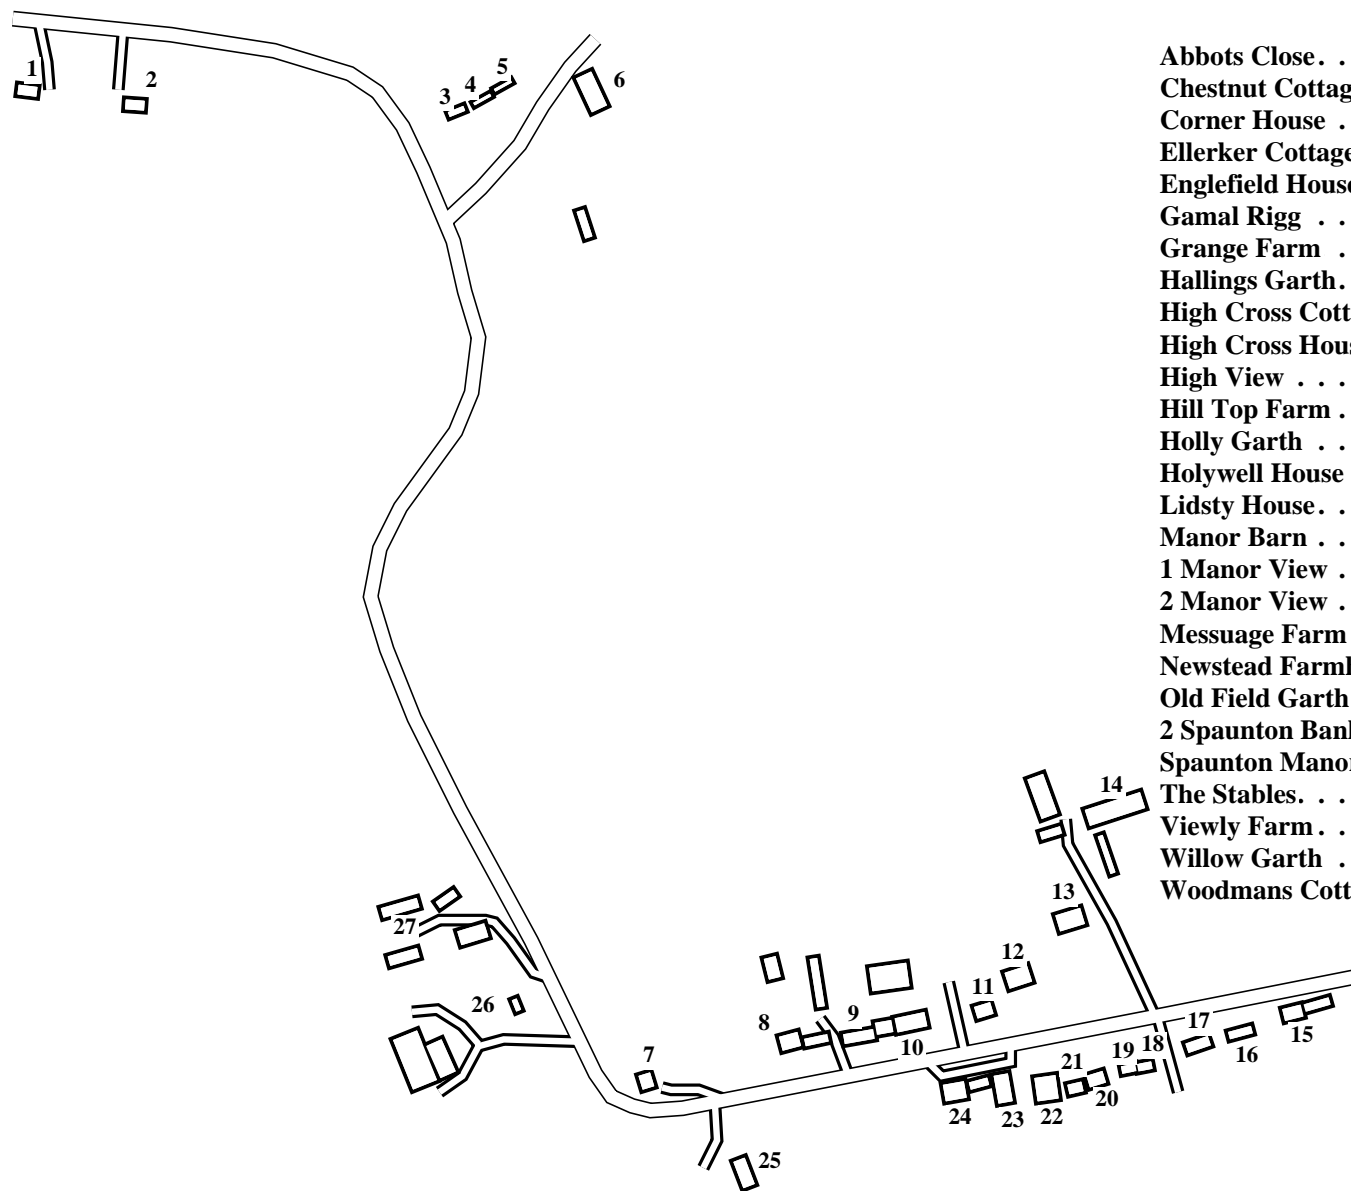 Abbots Close. . .
Chestnut Cottag
Corner House .
Ellerker Cottage
Englefield House
Gamal Rigg . .
Grange Farm .
Hallings Garth.
High Cross Cott
High Cross Hous
High View . . .
Hill Top Farm .
Holly Garth . .
Holywell House
Lidsty House. .
Manor Barn . .
1 Manor View .
2 Manor View .
Messuage Farm
Newstead Farml
Old Field Garth
2 Spaunton Bank
Spaunton Manor
The Stables. . .
Viewly Farm. .
Willow Garth .
Woodmans Cott
1
2
3
4
5
6
7
8
9
10
11
12
13
14
15
16
17
18
19
20
21
22
23
24
25
26
27